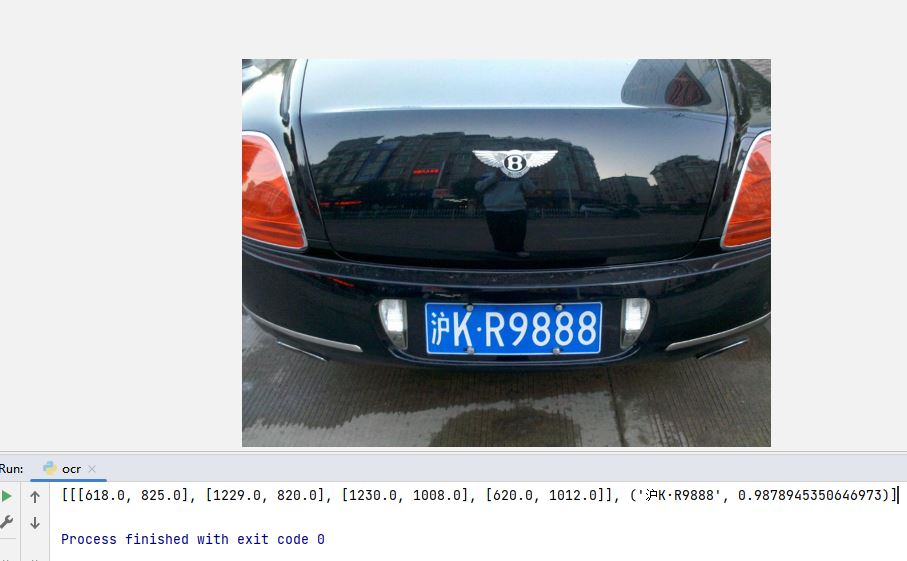 B
沪K·R9888
Run: ocr
[[[618.0, 825.0], [1229.0, 820.0], [1230.0, 1008.0], [620.0, 1012.0]], ('沪K·R9888', 0.9878945350646973)]
Process finished with exit code 0